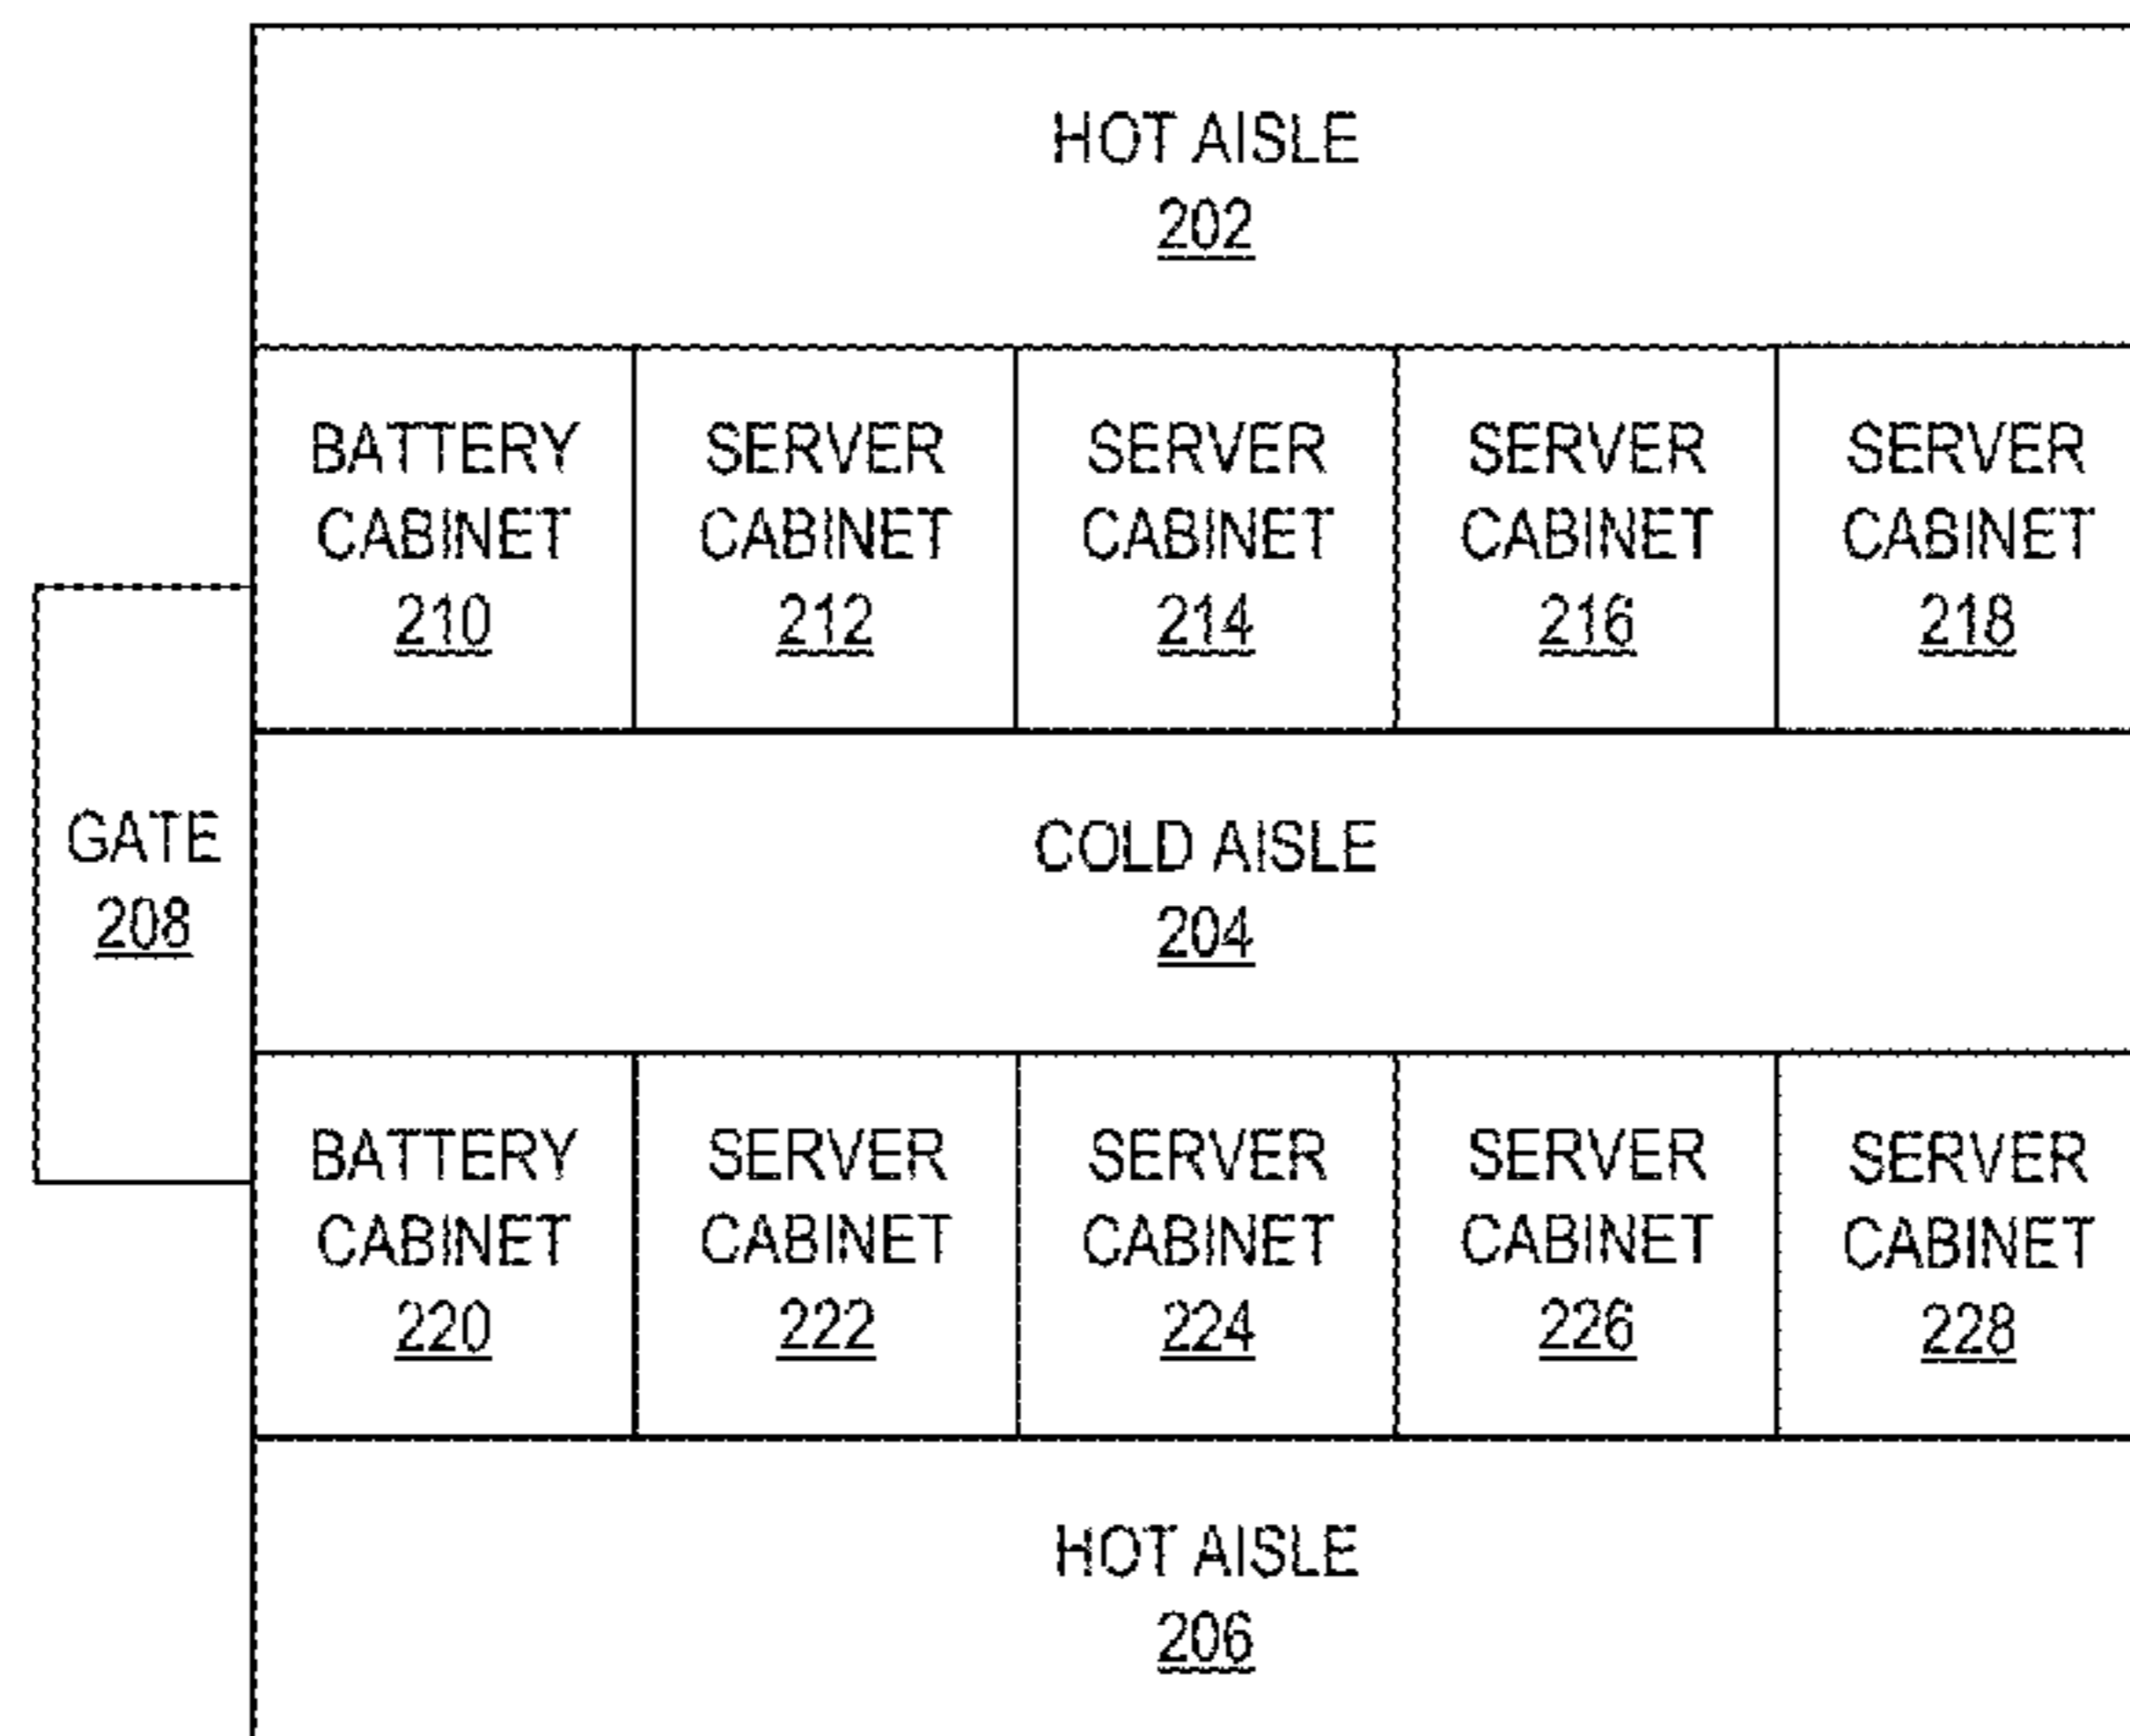 HOT AISLE
202
BATTERY
CABINET
210
SERVER
CABINET
212
SERVER
CABINET
214
SERVER
CABINET
216
SERVER
CABINET
218
GATE
208
COLD AISLE
204
BATTERY
CABINET
220
SERVER
CABINET
222
SERVER
CABINET
224
SERVER
CABINET
226
SERVER
CABINET
228
HOT AISLE
206